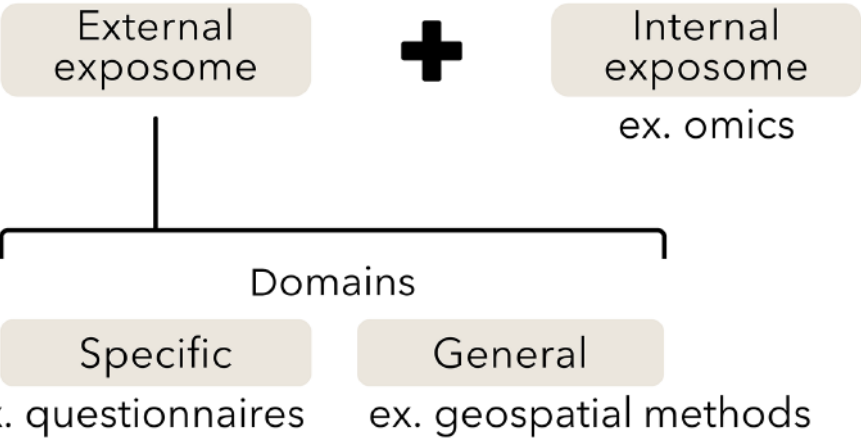 External
exposome
Internal
exposome
ex. omics
Domains
Specific
General
. questionnaires
ex. geospatial methods